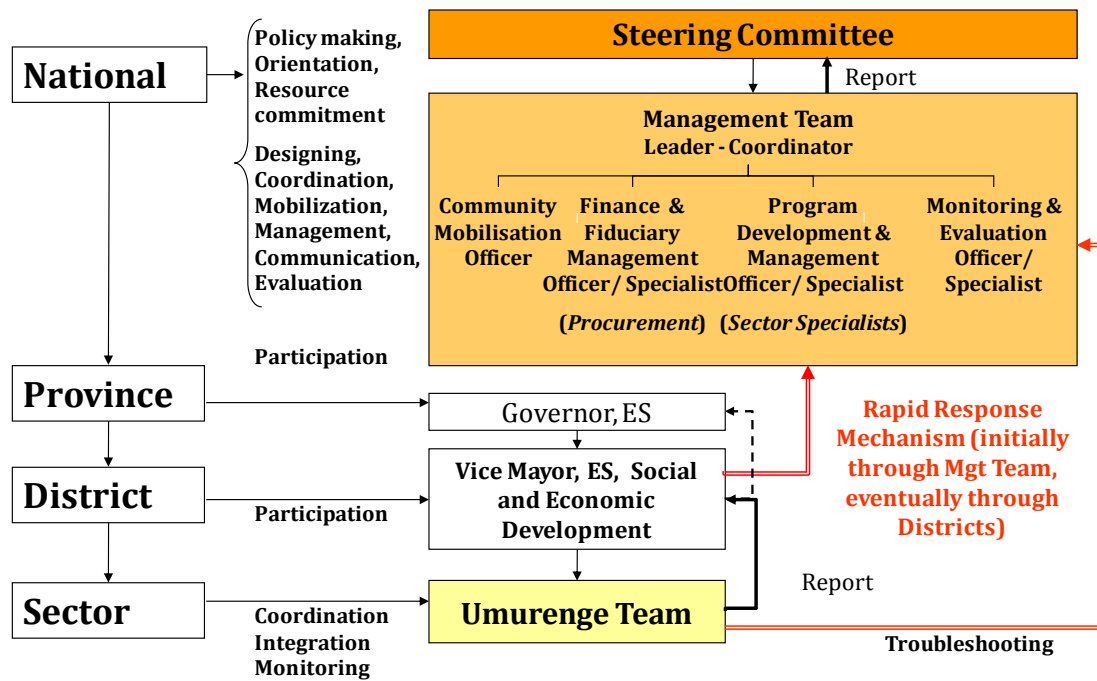 National
Policy making,
Orientation,
Resource
commitment
Designing,
Coordination,
Mobilization,
Management,
Communication,
Evaluation
Steering Committee
Report
Management Team
Leader - Coordinator
Community
Mobilisation
Officer
Finance &
Fiduciary
Management
Officer/ Specialist
(Procurement)
Program
Development &
Management
Officer/ Specialist
(Sector Specialists)
Monitoring &
Evaluation
Officer/
Specialist
Participation
Province
Governor, ES
Rapid Response
Mechanism (initially
through Mgt Team,
eventually through
Districts)
District
Participation
Vice Mayor, ES, Social
and Economic
Development
Report
Sector
Coordination
Integration
Monitoring
Umurenge Team
Troubleshooting